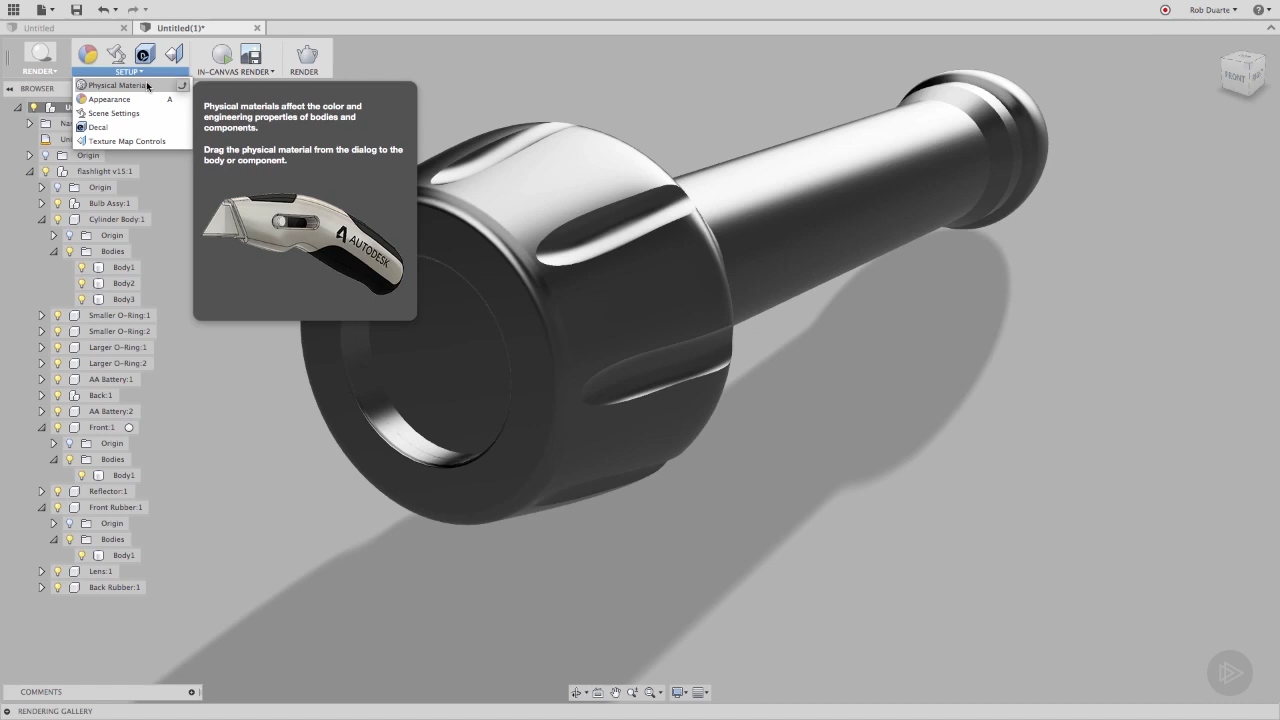 Rob Duarte
Untitled
Untitled(1)*
RENDER
SETUP
IN-CANVAS RENDER
RENDER
BROWSER
Physical Material
Appearance A
Scene Settings
Decal
Texture Map Controls
Physical materials affect the color and
engineering properties of bodies and
components.
Drag the physical material from the dialog to the
body or component.
AUTODESK
FRONT
Origin
flashlight v15:1
Origin
Bulb Assy:1
Cylinder Body:1
Origin
Bodies
Body1
Body2
Body3
Smaller O-Ring:1
Smaller O-Ring:2
Larger O-Ring:1
Larger O-Ring:2
AA Battery:1
Back:1
AA Battery:2
Front:1
Origin
Bodies
Body1
Reflector:1
Front Rubber:1
Origin
Bodies
Body1
Lens:1
Back Rubber:1
COMMENTS
RENDERING GALLERY